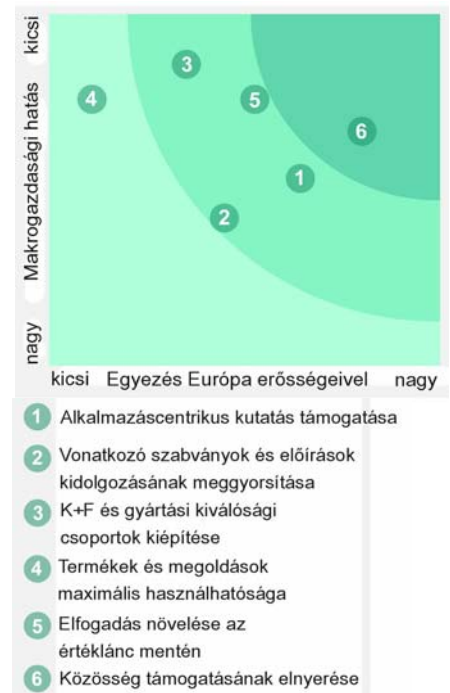 kicsi
Makrogazdasági hatás
nagy
4
3
5
6
1
2
kicsi Egyezés Európa erősségeivel nagy
1 Alkalmazáscentrikus kutatás támogatása
2 Vonatkozó szabványok és előírások
kidolgozásának meggyorsítása
3 K+F és gyártási kiválósági
csoportok kiépítése
4 Termékek és megoldások
maximális használhatósága
5 Elfogadás növelése az
értéklánc mentén
6 Közösség támogatásának elnyerése